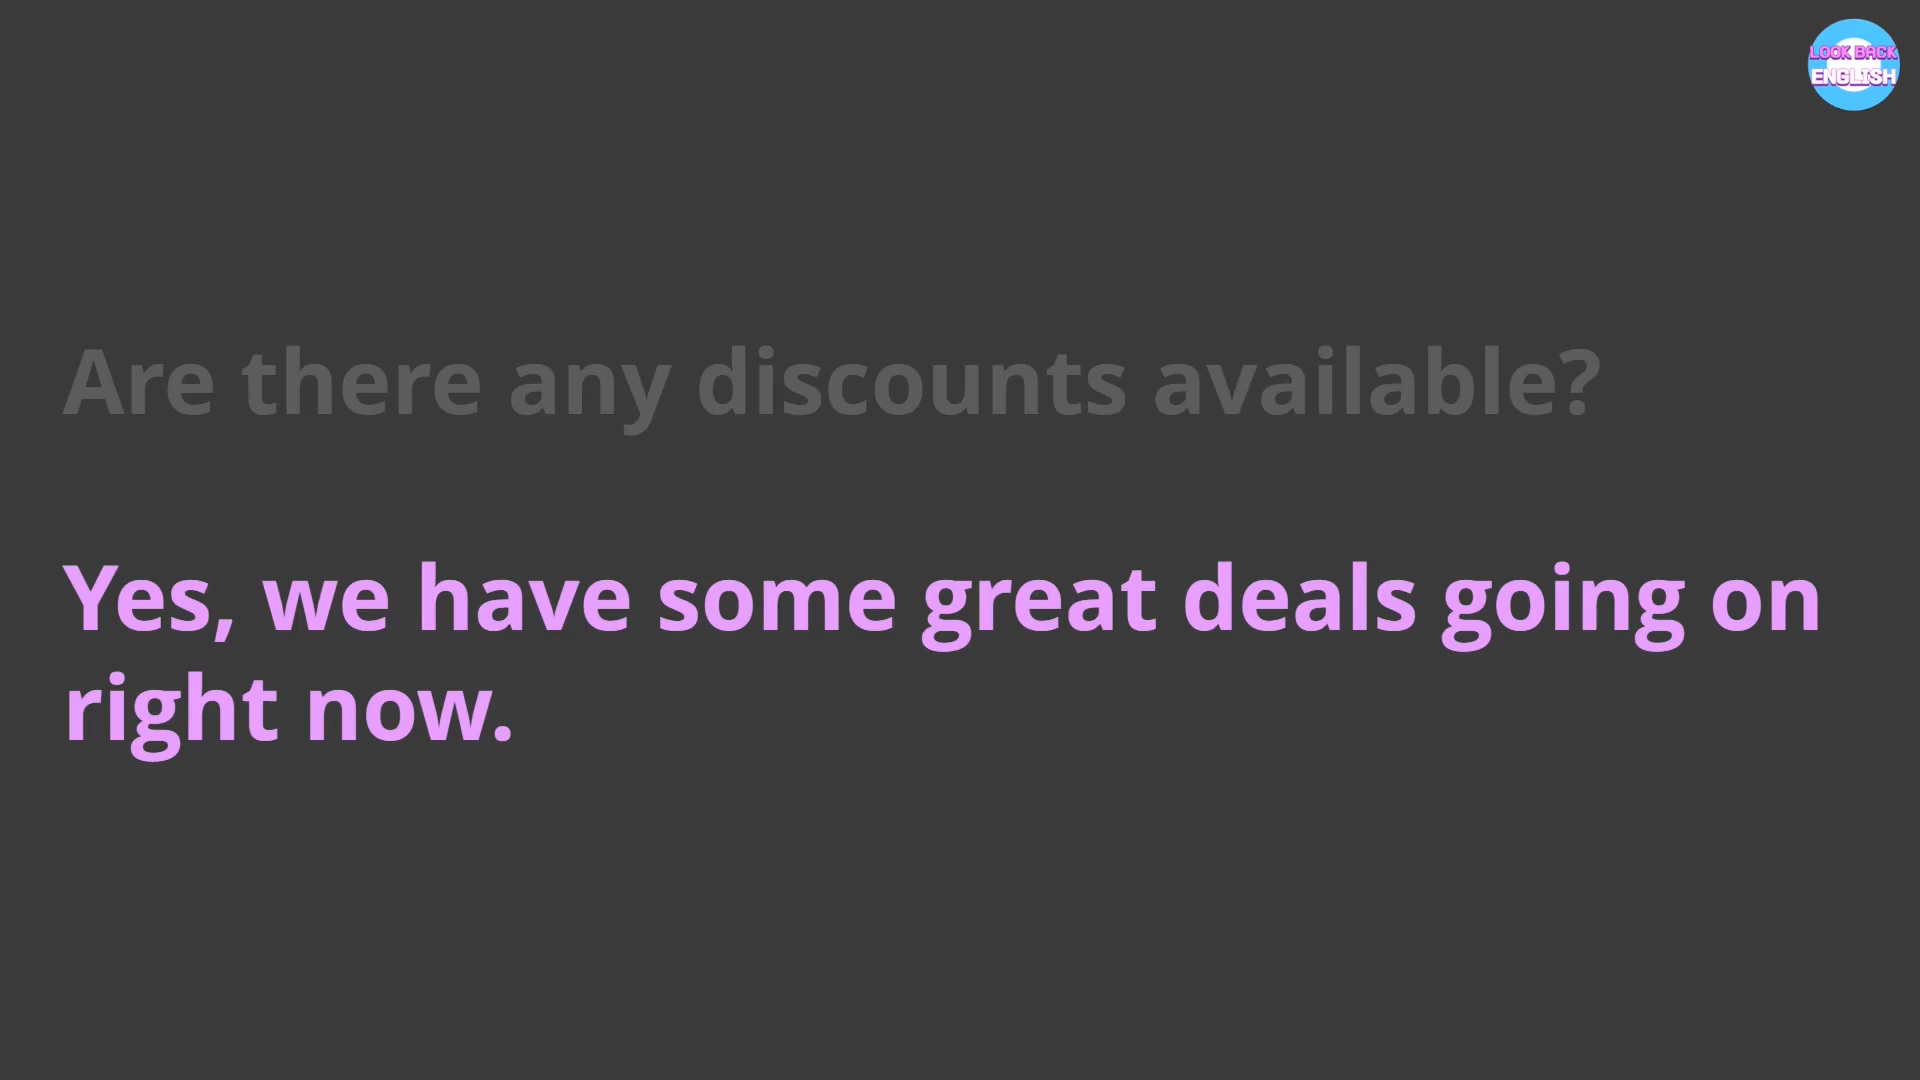 LOOK BACK
ENGLISH
Are there any discounts available?
Yes, we have some great deals going on
right now.